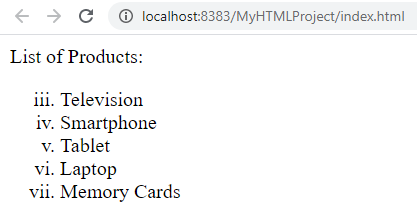 localhost:8383/MyHTMLProject/index.html
List of Products:
iii. Television
iv. Smartphone
v. Tablet
vi. Laptop
vii. Memory Cards